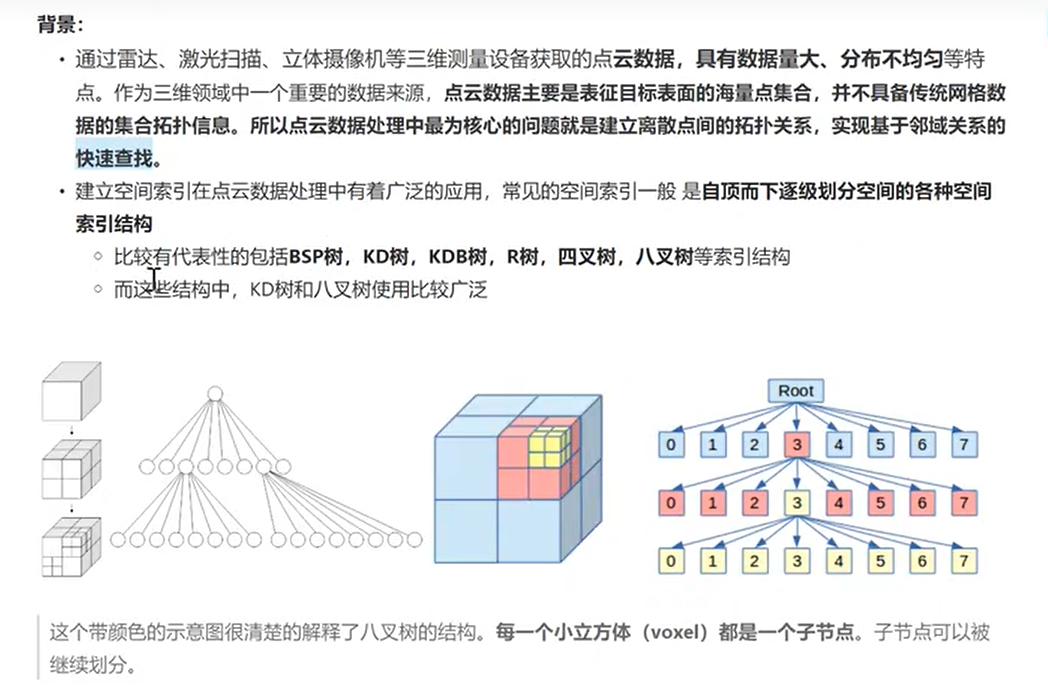 背景：
• 通过雷达、激光扫描、立体摄像机等三维测量设备获取的点云数据，具有数据量大、分布不均匀等特
点。作为三维领域中一个重要的数据来源，点云数据主要是表征目标表面的海量点集合，并不具备传统网格数
据的集合拓扑信息。所以点云数据处理中最为核心的问题就是建立离散点间的拓扑关系，实现基于邻域关系的
快速查找。
• 建立空间索引在点云数据处理中有着广泛的应用，常见的空间索引一般 是自顶而下逐级划分空间的各种空间
索引结构
○ 比较有代表性的包括BSP树，KD树，KDB树，R树，四叉树，八叉树等索引结构
○ 而这些结构中，KD树和八叉树使用比较广泛
Root
0 1 2 3 4 5 6 7
0 1 2 3 4 5 6 7
0 1 2 3 4 5 6 7
这个带颜色的示意图很清楚的解释了八叉树的结构。每一个小立方体（voxel）都是一个子节点。子节点可以被
继续划分。